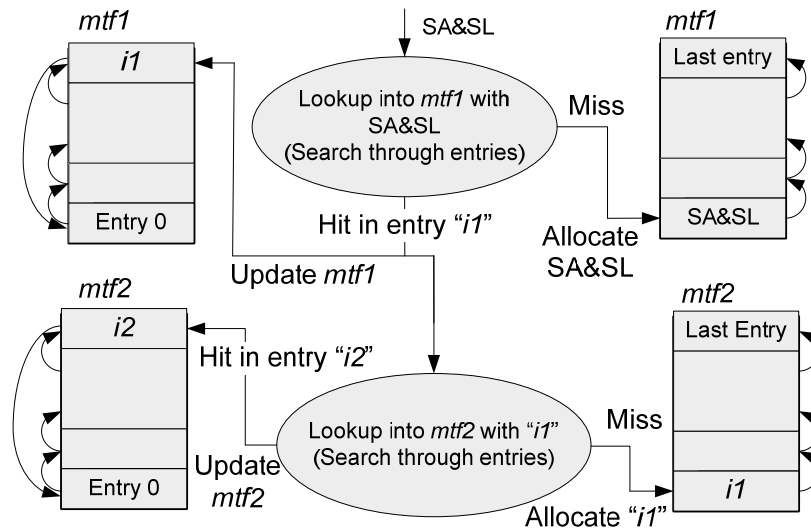 mtf1
SA&SL
mtf1
i1
Last entry
Lookup into mtf1 with
SA&SL
(Search through entries)
Miss
Entry 0
SA&SL
Hit in entry “i1”
Allocate
SA&SL
Update mtf1
mtf2
mtf2
i2
Last Entry
Hit in entry “i2”
Lookup into mtf2 with “i1”
(Search through entries)
Miss
Update
mtf2
Entry 0
i1
Allocate “i1”